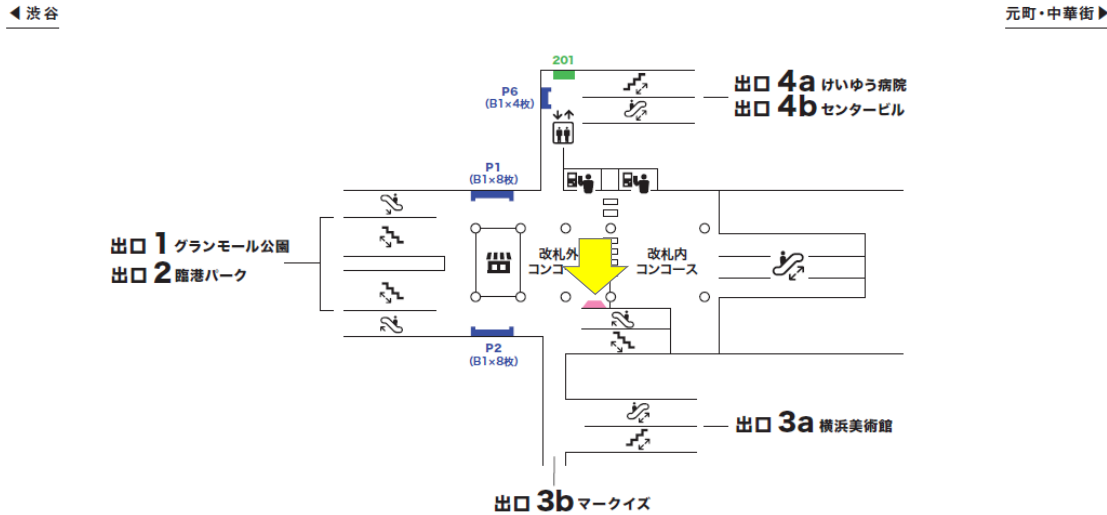 ◀ 渋谷
元町・中華街 ▶
201
P6
(B1×4枚)
出口 4a けいゆう病院
出口 4b センタービル
P1
(B1×8枚)
出口 1 グランモール公園
出口 2 臨港パーク
改札外
コンコ
改札内
コンコース
P2
(B1×8枚)
出口 3a 横浜美術館
出口 3b マークイズ